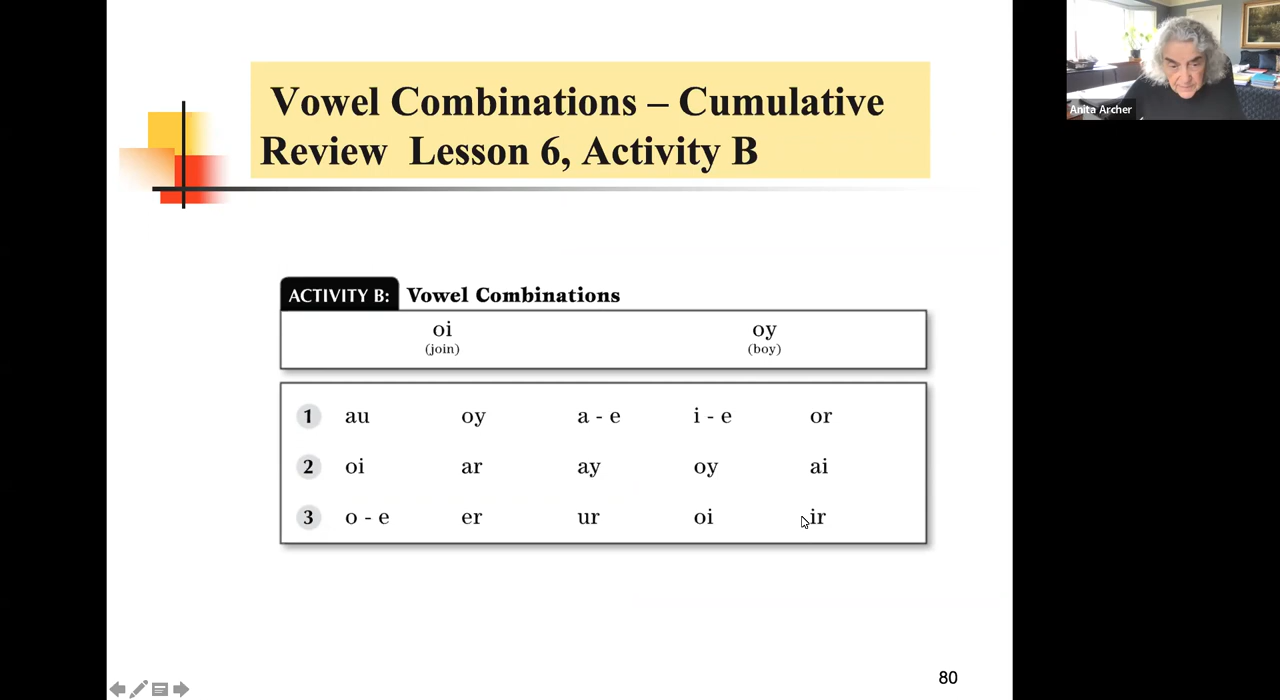 Vowel Combinations – Cumulative
Review Lesson 6, Activity B
Anita Archer
ACTIVITY B: Vowel Combinations
oi oy
(join) (boy)
1 au oy a - e i - e or
2 oi ar ay oy ai
3 o - e er ur oi ir
80